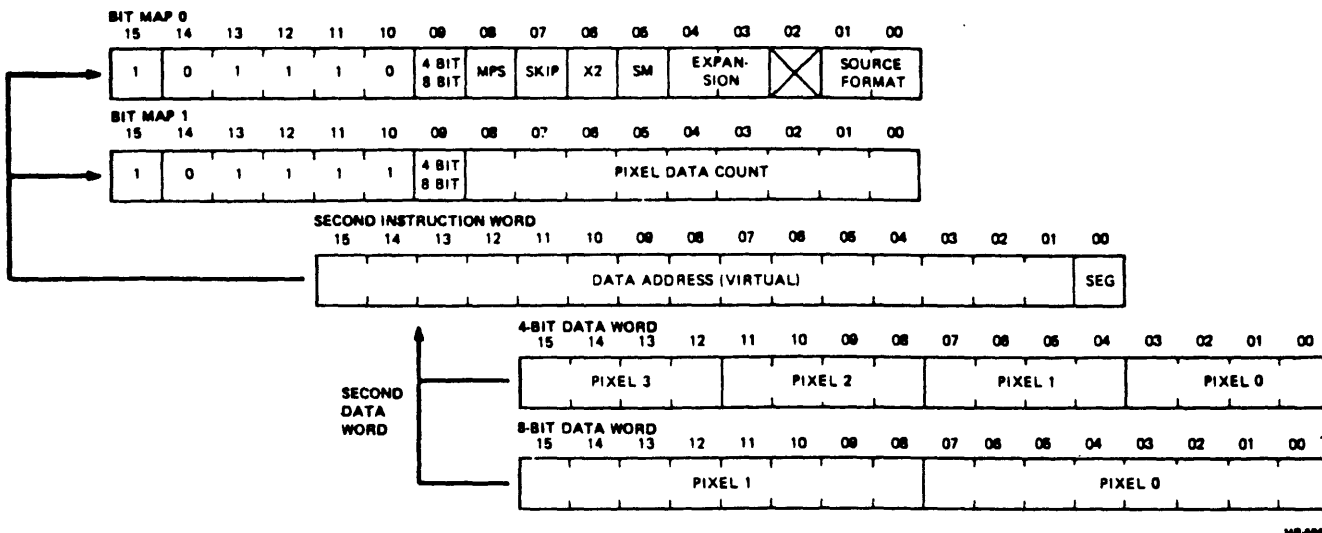 BIT MAP 0
15 14 13 12 11 10 09 08 07 06 05 04 03 02 01 00
1 0 1 1 1 0 4 BIT 8 BIT MPS SKIP X2 SM EXPAN-SION SOURCE FORMAT
BIT MAP 1
15 14 13 12 11 10 09 08 07 06 05 04 03 02 01 00
1 0 1 1 1 1 4 BIT 8 BIT PIXEL DATA COUNT
SECOND INSTRUCTION WORD
15 14 13 12 11 10 09 08 07 06 05 04 03 02 01 00
DATA ADDRESS (VIRTUAL) SEG
4-BIT DATA WORD
15 14 13 12 11 10 09 08 07 06 05 04 03 02 01 00
PIXEL 3 PIXEL 2 PIXEL 1 PIXEL 0
SECOND
DATA
WORD
8-BIT DATA WORD
15 14 13 12 11 10 09 08 07 06 05 04 03 02 01 00
PIXEL 1 PIXEL 0